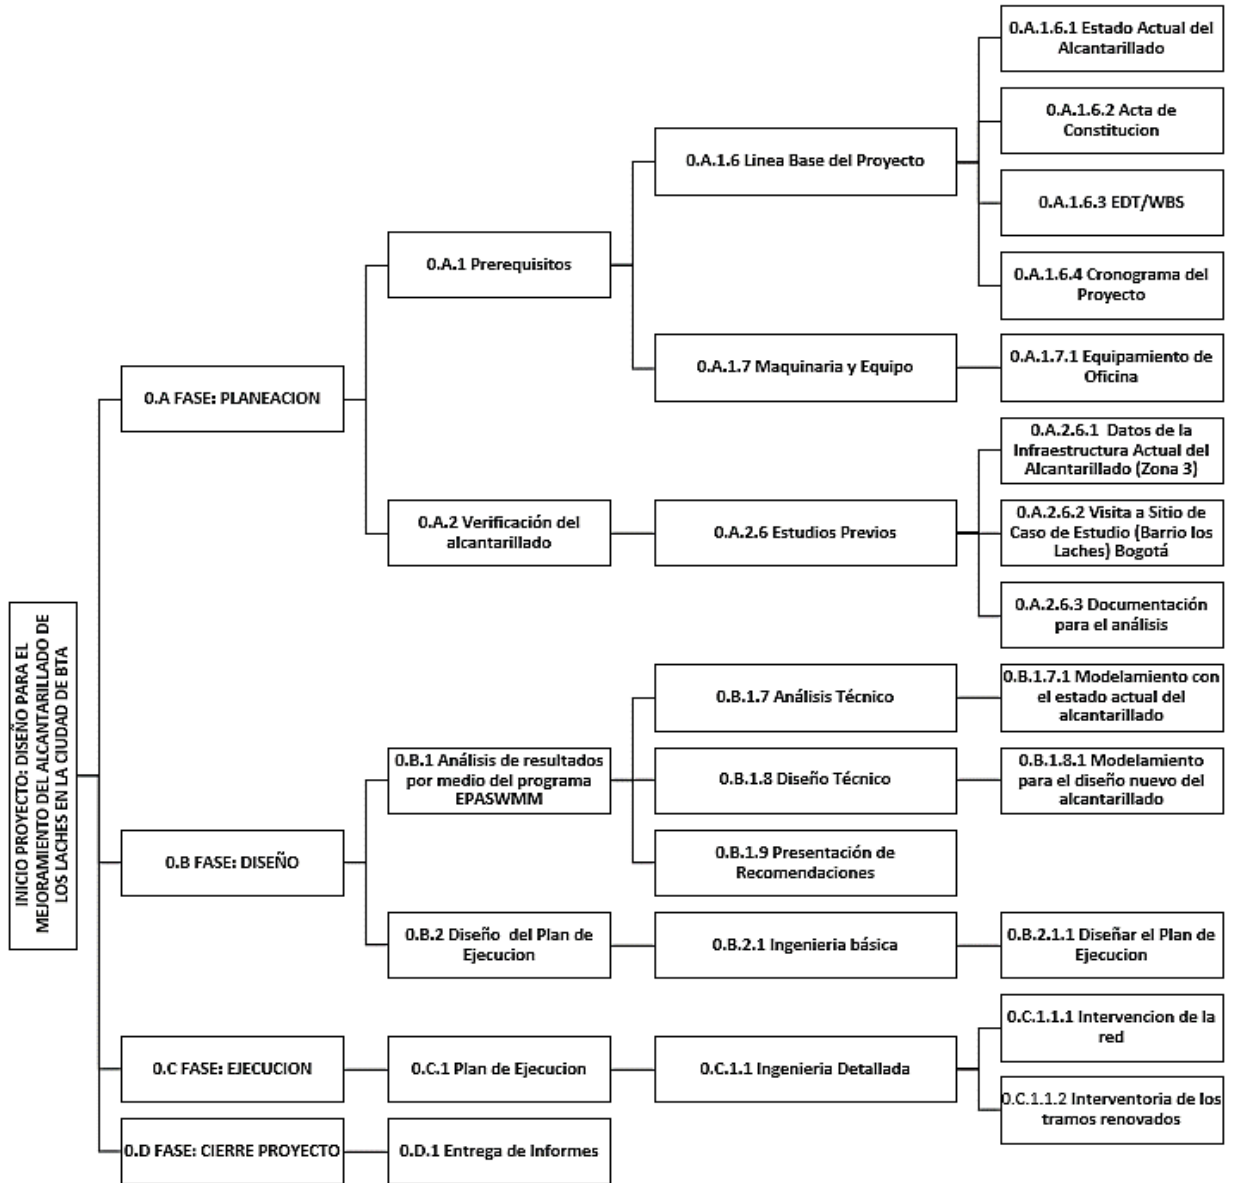 INICIO PROYECTO: DISEÑO PARA EL
MEJORAMIENTO DEL ALCANTARILLADO DE
LOS LACHES EN LA CIUDAD DE BTA
0.A FASE: PLANEACION
0.A.1 Prerequisitos
0.A.1.6 Linea Base del Proyecto
0.A.1.6.1 Estado Actual del
Alcantarillado
0.A.1.6.2 Acta de
Constitucion
0.A.1.6.3 EDT/WBS
0.A.1.6.4 Cronograma del
Proyecto
0.A.1.7 Maquinaria y Equipo
0.A.1.7.1 Equipamiento de
Oficina
0.A.2 Verificación del
alcantarillado
0.A.2.6 Estudios Previos
0.A.2.6.1 Datos de la
Infraestructura Actual del
Alcantarillado (Zona 3)
0.A.2.6.2 Visita a Sitio de
Caso de Estudio (Barrio los
Laches) Bogotá
0.A.2.6.3 Documentación
para el análisis
0.B FASE: DISEÑO
0.B.1 Análisis de resultados
por medio del programa
EPASWMM
0.B.1.7 Análisis Técnico
0.B.1.7.1 Modelamiento con
el estado actual del
alcantarillado
0.B.1.8 Diseño Técnico
0.B.1.8.1 Modelamiento
para el diseño nuevo del
alcantarillado
0.B.1.9 Presentación de
Recomendaciones
0.B.2 Diseño del Plan de
Ejecucion
0.B.2.1 Ingenieria básica
0.B.2.1.1 Diseñar el Plan de
Ejecucion
0.C FASE: EJECUCION
0.C.1 Plan de Ejecucion
0.C.1.1 Ingenieria Detallada
0.C.1.1.1 Intervencion de la
red
0.C.1.1.2 Interventoria de los
tramos renovados
0.D FASE: CIERRE PROYECTO
0.D.1 Entrega de Informes